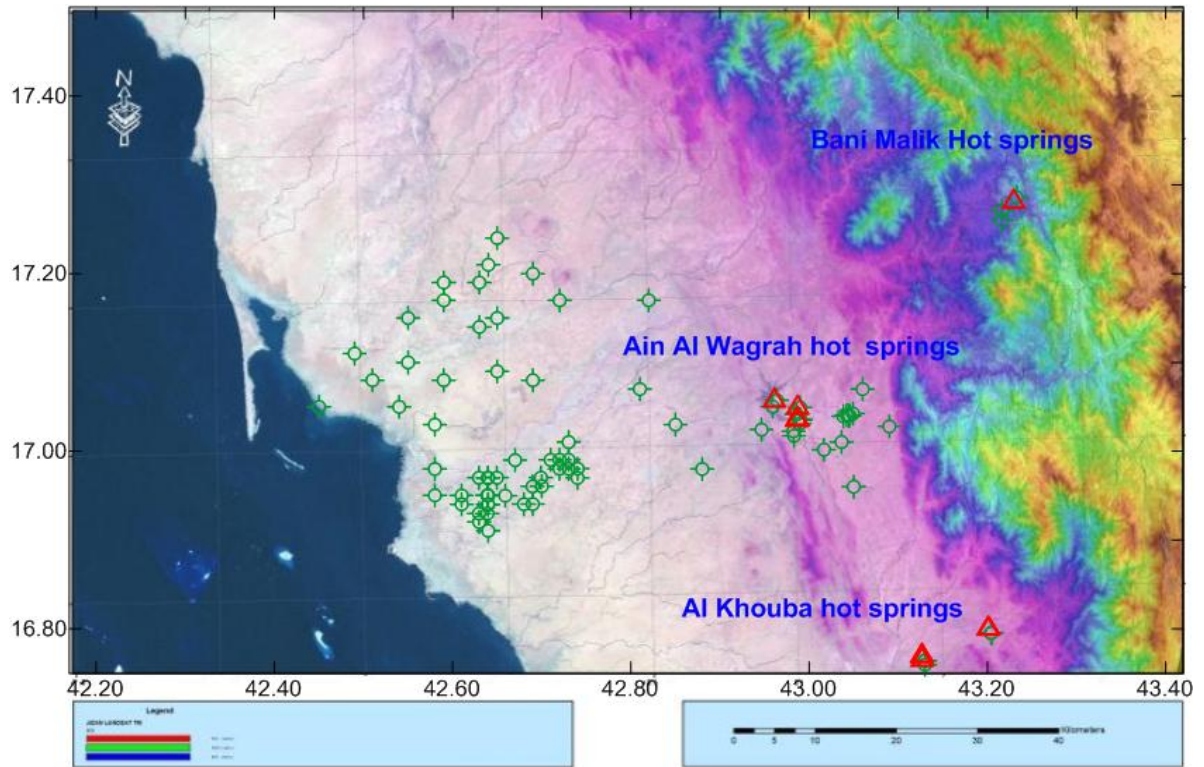 N
17.40
Bani Malik Hot springs
17.20
Ain Al Wagrah hot springs
17.00
Al Khouba hot springs
16.80
42.20 42.40 42.60 42.80 43.00 43.20 43.40
Legend
0 5 10 20 30 40
Kilometers